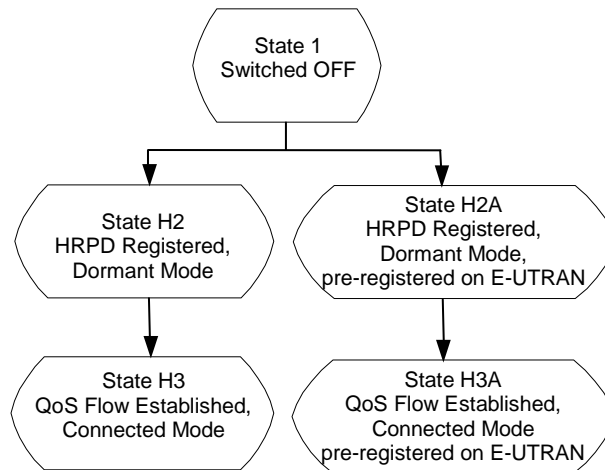 State 1
Switched OFF
State H2
HRPD Registered,
Dormant Mode
State H2A
HRPD Registered,
Dormant Mode,
pre-registered on E-UTRAN
State H3
QoS Flow Established,
Connected Mode
State H3A
QoS Flow Established,
Connected Mode
pre-registered on E-UTRAN